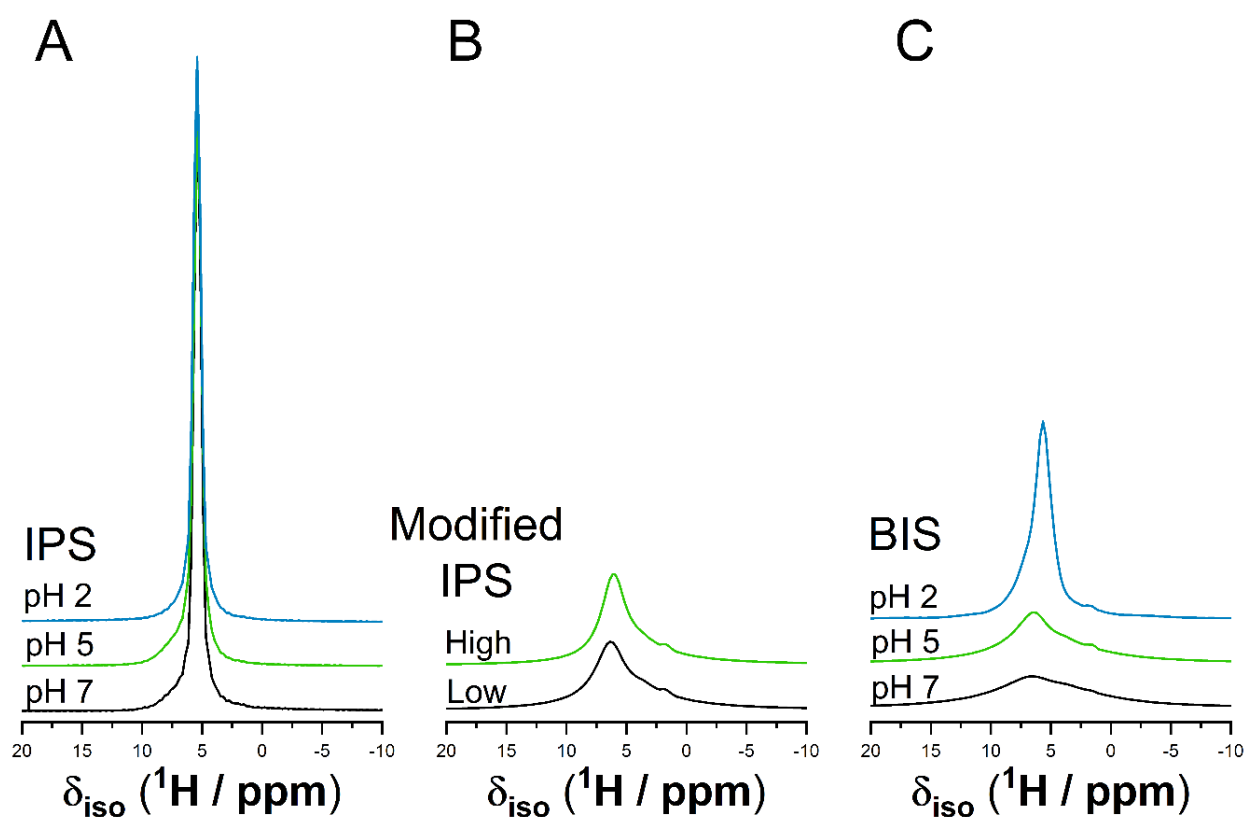 A
B
C
IPS
pH 2
pH 5
pH 7
Modified
IPS
High
Low
BIS
pH 2
pH 5
pH 7
20 15 10 5 0 -5 -10
20 15 10 5 0 -5 -10
20 15 10 5 0 -5 -10
δiso (¹H / ppm)
δiso (¹H / ppm)
δiso (¹H / ppm)